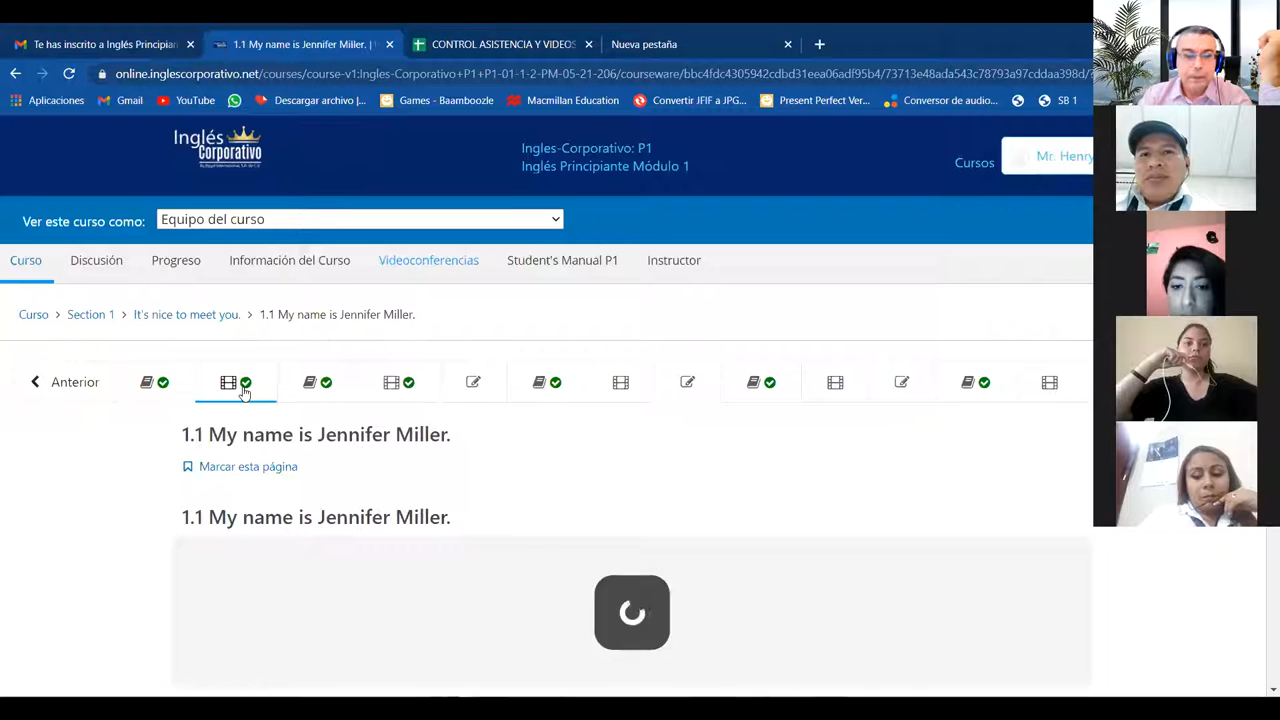 Te has inscrito a Inglés Principian
1.1 My name is Jennifer Miller. |
CONTROL ASISTENCIA Y VIDEOS
Nueva pestaña
online.inglescorporativo.net/courses/course-v1:Ingles-Corporativo+P1+P1-01-1-2-PM-05-21-206/courseware/bbc4fdc4305942cdbd31eea06adf95b4/73713e48ada543c78793a97cddaa398d/
Aplicaciones
Gmail
YouTube
Descargar archivo |...
Games - Baamboozle
Macmillan Education
Convertir JFIF a JPG...
Present Perfect Ver...
Conversor de audio...
SB 1
Inglés
Corporativo
Ingles-Corporativo: P1
Inglés Principiante Módulo 1
Cursos
Mr. Henry
Ver este curso como:
Equipo del curso
Curso
Discusión
Progreso
Información del Curso
Videoconferencias
Student's Manual P1
Instructor
Curso > Section 1 > It's nice to meet you. > 1.1 My name is Jennifer Miller.
Anterior
1.1 My name is Jennifer Miller.
Marcar esta página
1.1 My name is Jennifer Miller.